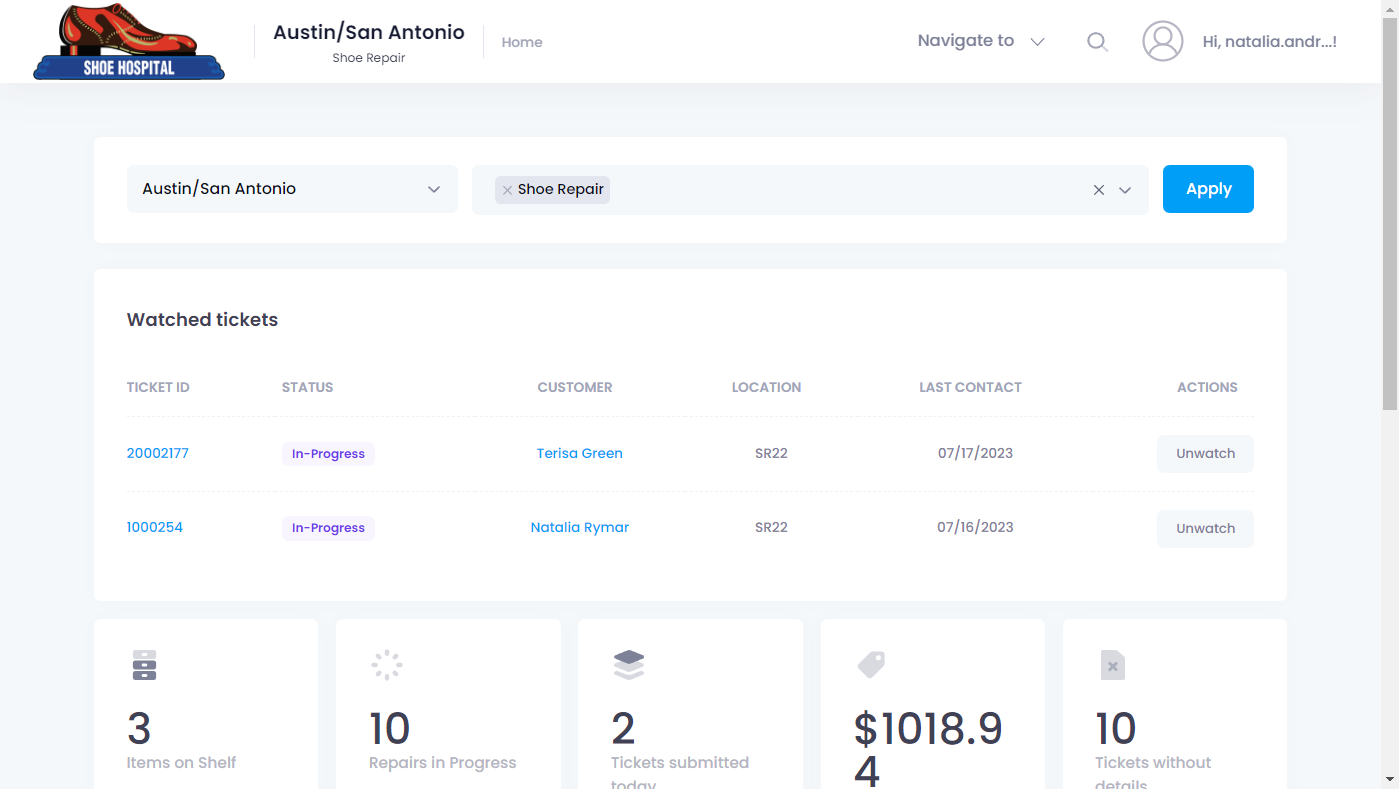 SHOE HOSPITAL
Austin/San Antonio
Shoe Repair
Home
Navigate to
Hi, natalia.andr...!
Austin/San Antonio
Shoe Repair
Apply
Watched tickets
TICKET ID STATUS CUSTOMER LOCATION LAST CONTACT ACTIONS
20002177 In-Progress Terisa Green SR22 07/17/2023 Unwatch
1000254 In-Progress Natalia Rymar SR22 07/16/2023 Unwatch
3
Items on Shelf
10
Repairs in Progress
2
Tickets submitted
today
$1018.9
4
10
Tickets without
details